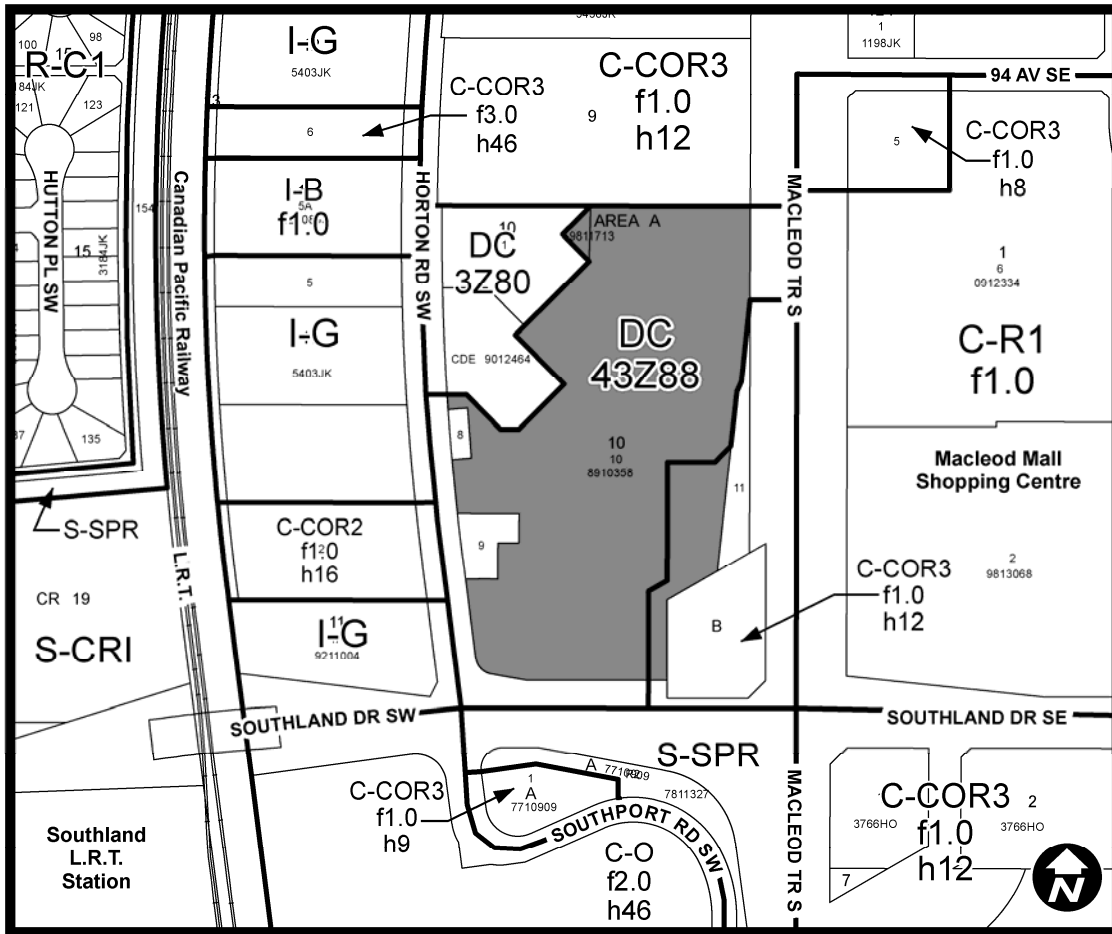 100
15
98
R-C1
184JK
121
123
HUTTON PL SW
15
3184JK
154
135
S-SPR
CR 19
S-CRI
Canadian Pacific Railway
L.R.T.
I-G
5403JK
6
C-COR3
f3.0
h46
I-B
5A
f1.0
5
I-G
5403JK
C-COR2
f1.0
h16
11
I-G
9211004
HORTON RD SW
9
C-COR3
f1.0
h12
DC
3Z80
15
CDE 9012464
AREA A
9811713
DC
43Z88
10
10
8910358
8
9
11
B
MACLEOD TR S
1
1198JK
94 AV SE
5
C-COR3
f1.0
h8
1
6
0912334
C-R1
f1.0
Macleod Mall
Shopping Centre
2
9813068
C-COR3
f1.0
h12
SOUTHLAND DR SW
SOUTHLAND DR SE
S-SPR
A
7811327
1
A
7710909
C-COR3
f1.0
h9
SOUTHPORT RD SW
C-O
f2.0
h46
MACLEOD TR S
C-COR3
f1.0
h12
2
3766HO
3766HO
7
Southland
L.R.T.
Station
N